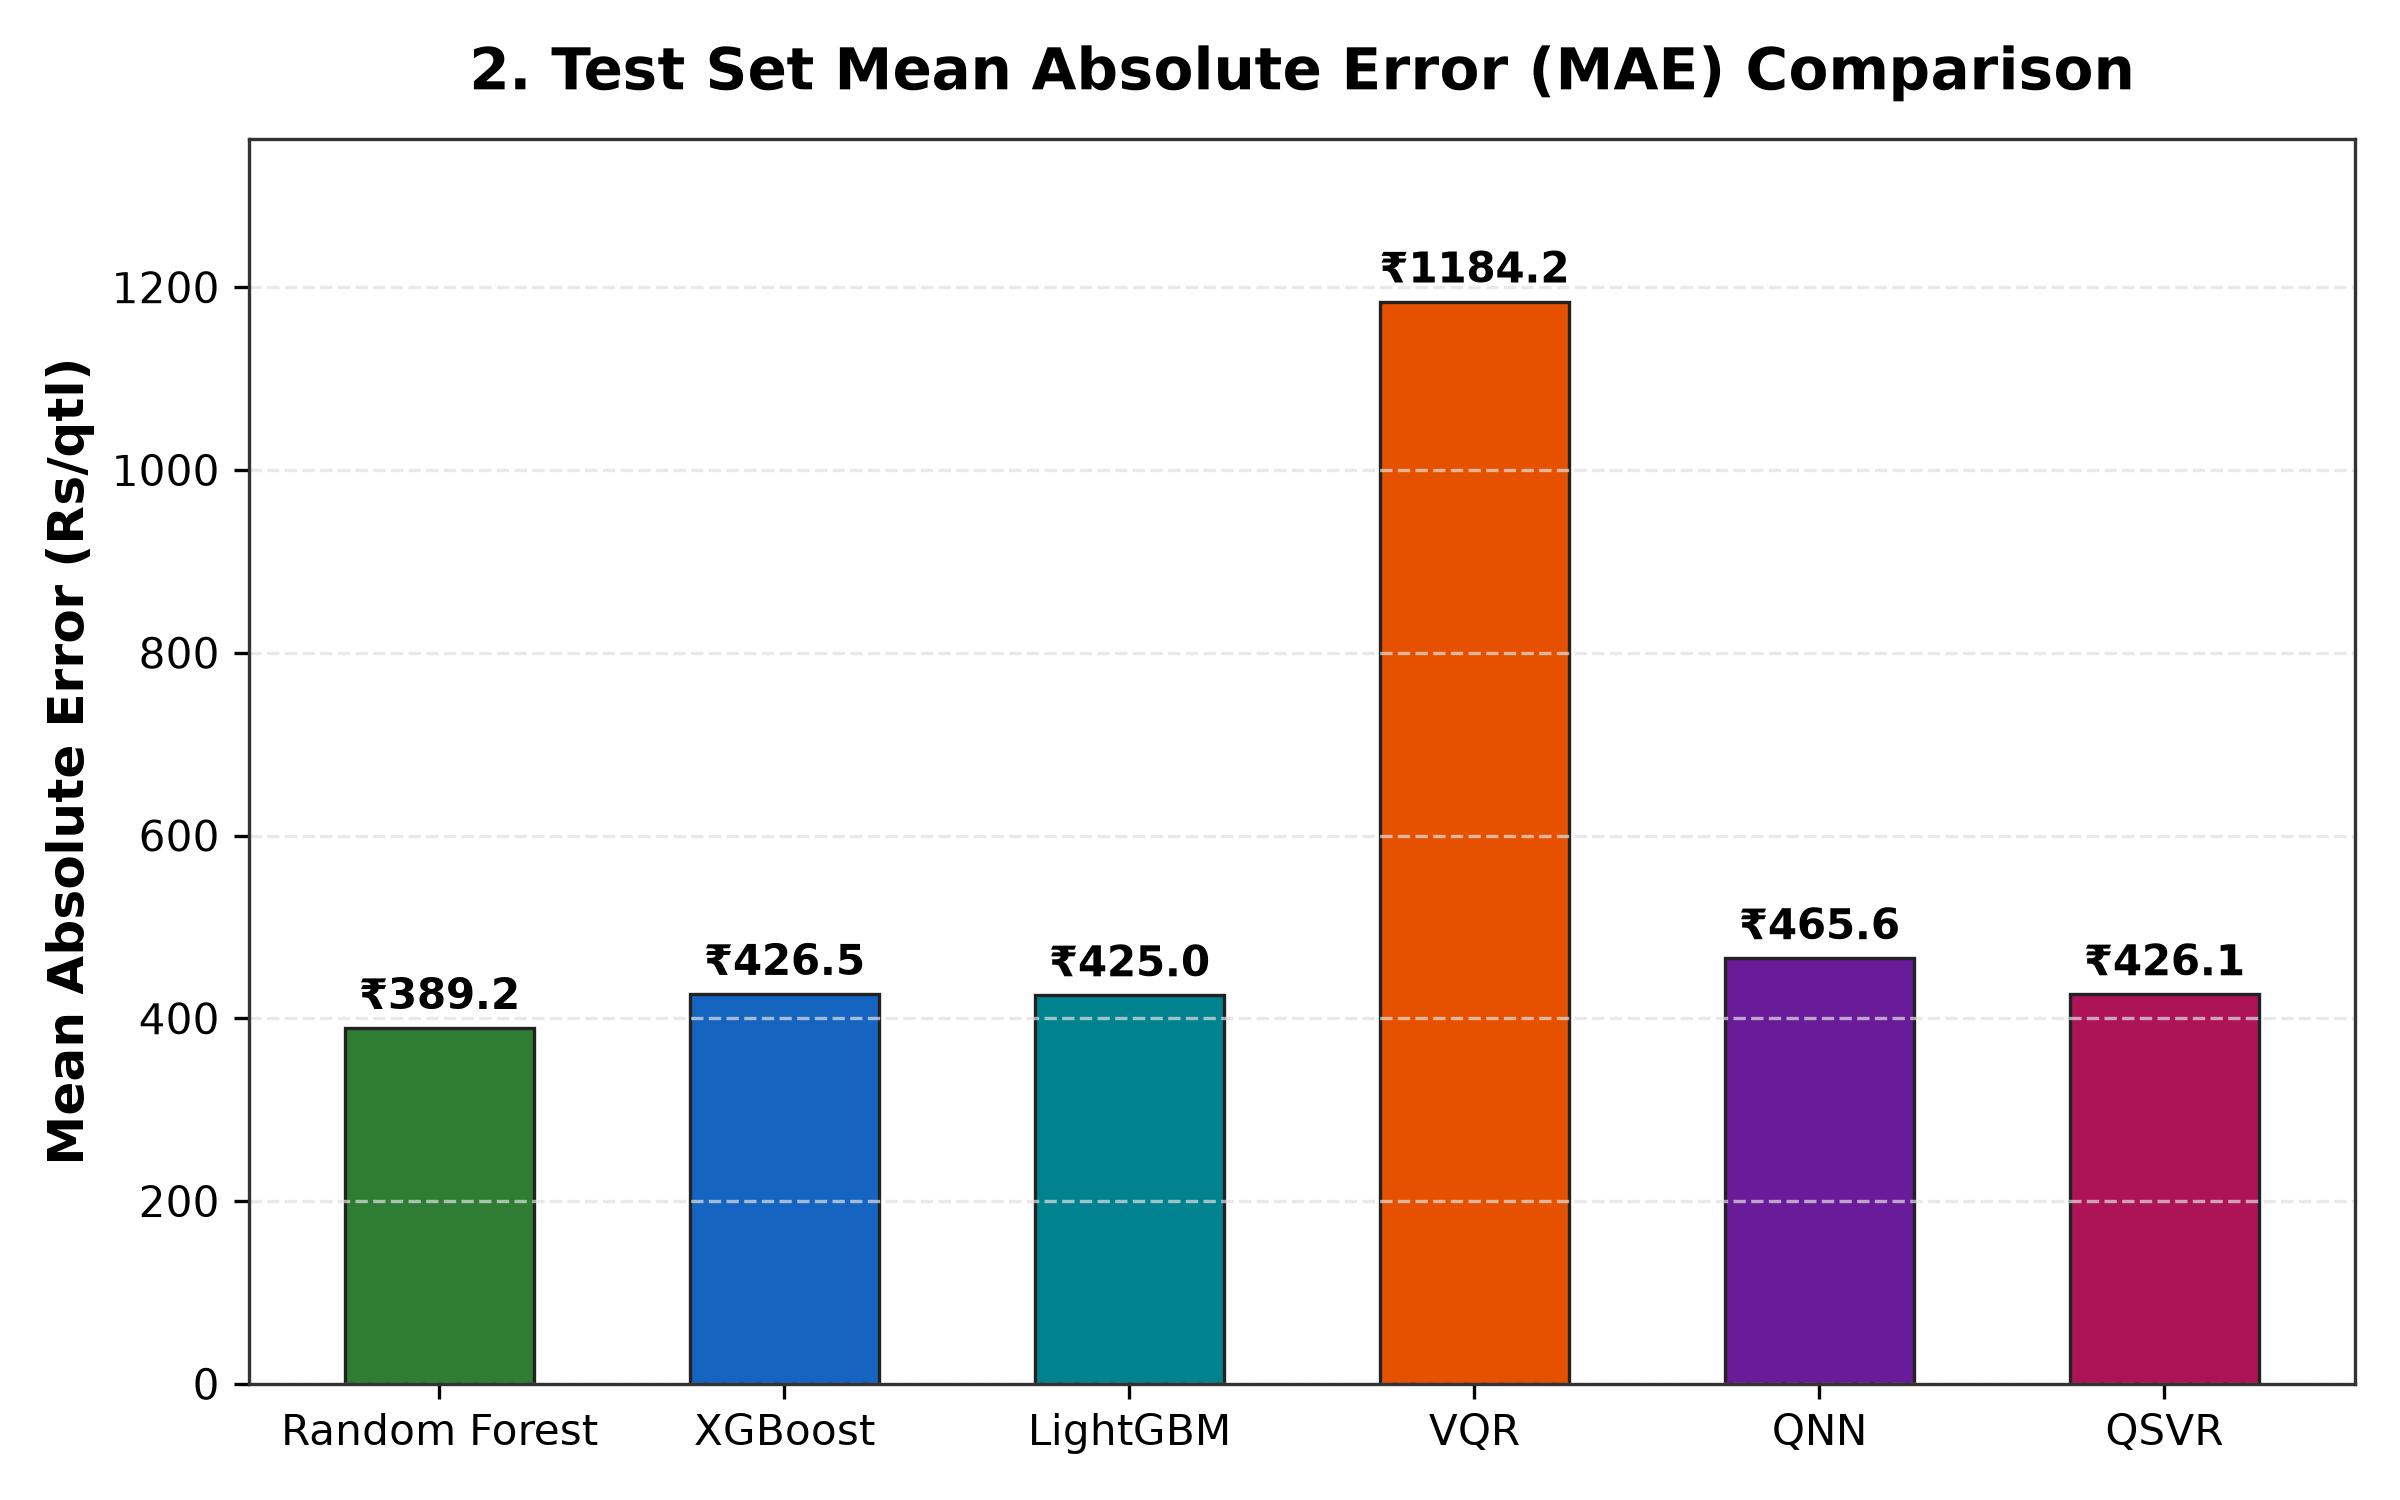 2. Test Set Mean Absolute Error (MAE) Comparison
Mean Absolute Error (Rs/qtl)
1200
1000
800
600
400
200
0
₹389.2
₹426.5
₹425.0
₹1184.2
₹465.6
₹426.1
Random Forest
XGBoost
LightGBM
VQR
QNN
QSVR